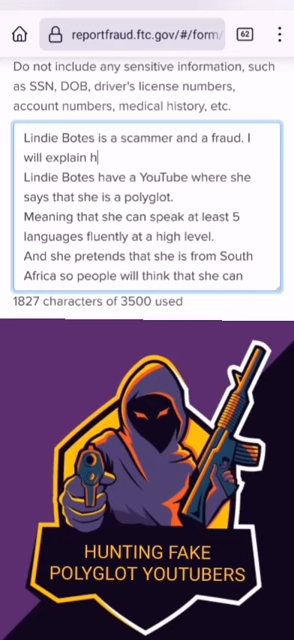 reportfraud.ftc.gov/#/form/
62
Do not include any sensitive information, such
as SSN, DOB, driver's license numbers,
account numbers, medical history, etc.
Lindie Botes is a scammer and a fraud. I
will explain h
Lindie Botes have a YouTube where she
says that she is a polyglot.
Meaning that she can speak at least 5
languages fluently at a high level.
And she pretends that she is from South
Africa so people will think that she can
1827 characters of 3500 used
HUNTING FAKE
POLYGLOT YOUTUBERS